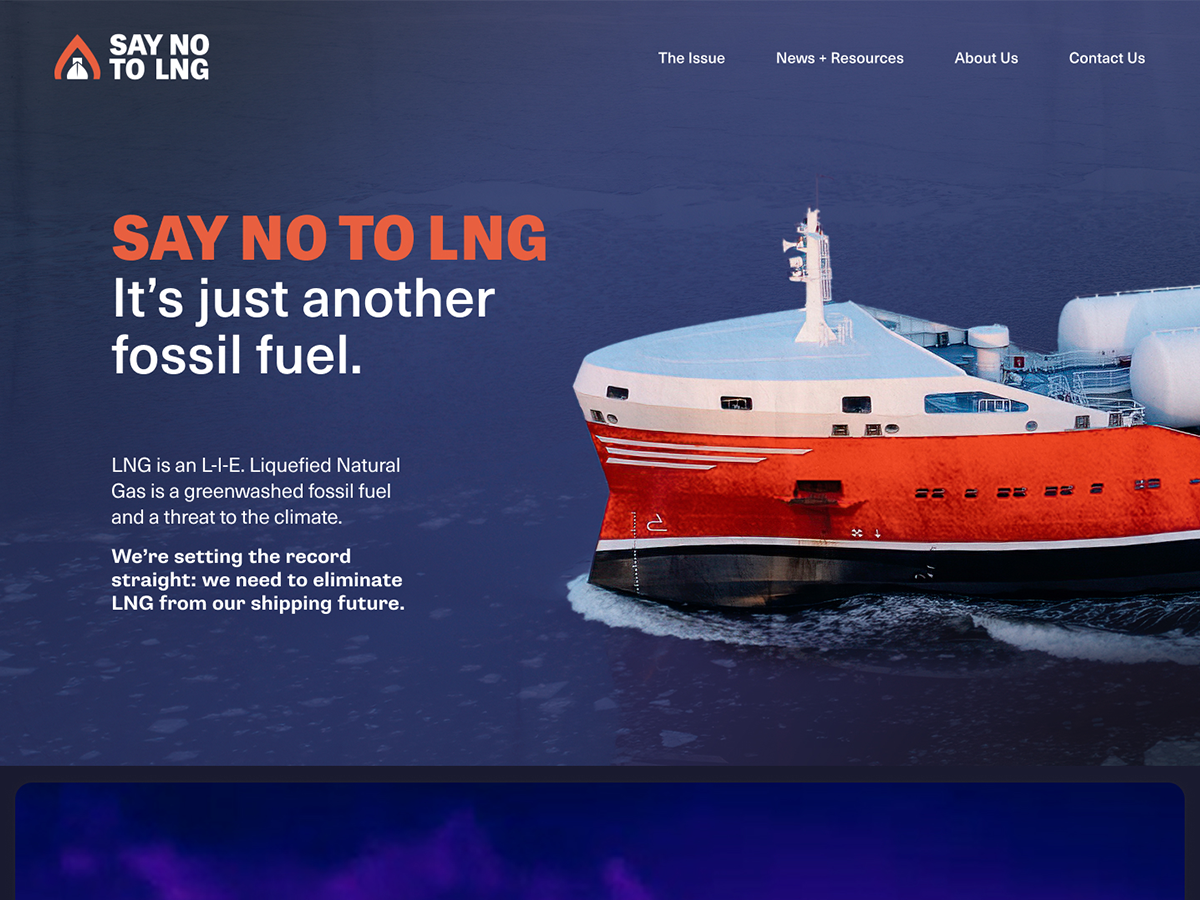 SAY NO
TO LNG
The Issue
News + Resources
About Us
Contact Us
SAY NO TO LNG
It’s just another
fossil fuel.
LNG is an L-I-E. Liquefied Natural
Gas is a greenwashed fossil fuel
and a threat to the climate.
We’re setting the record
straight: we need to eliminate
LNG from our shipping future.